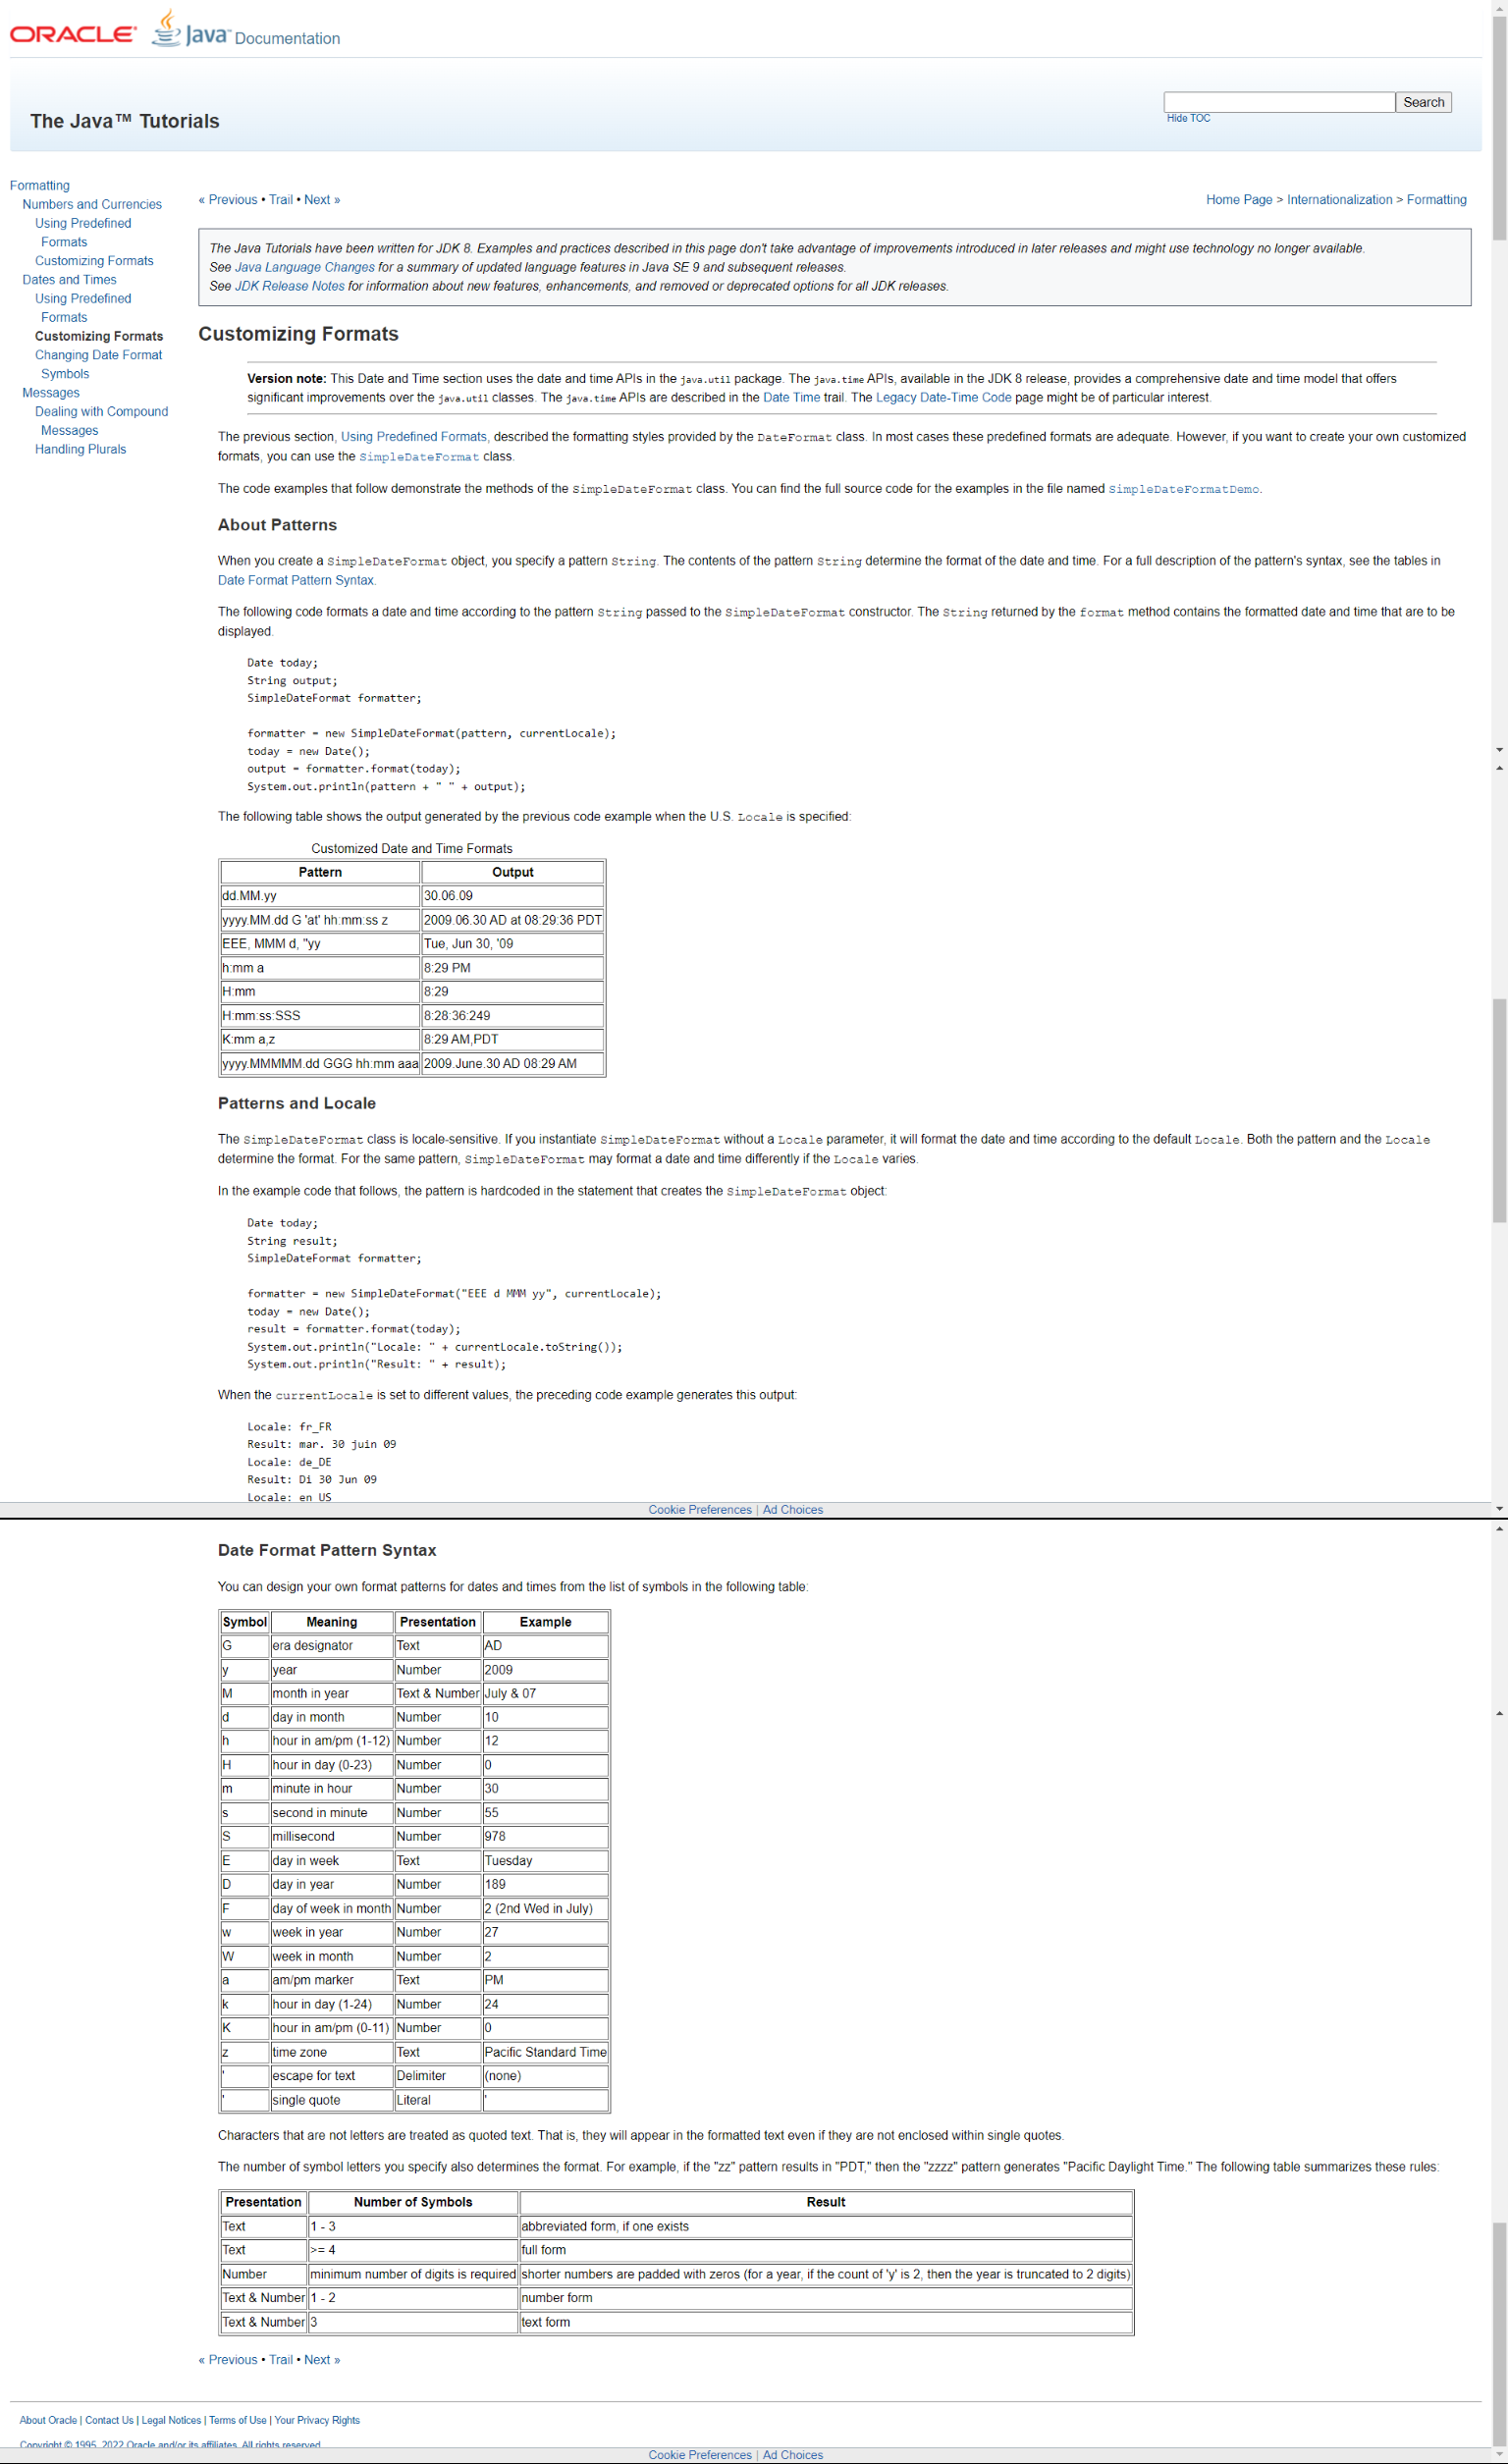 ORACLE Java™ Documentation
The Java™ Tutorials
Search
Hide TOC
Formatting
Numbers and Currencies
Using Predefined
Formats
Customizing Formats
Dates and Times
Using Predefined
Formats
Customizing Formats
Changing Date Format
Symbols
Messages
Dealing with Compound
Messages
Handling Plurals
« Previous • Trail • Next »
Home Page > Internationalization > Formatting
The Java Tutorials have been written for JDK 8. Examples and practices described in this page don't take advantage of improvements introduced in later releases and might use technology no longer available.
See Java Language Changes for a summary of updated language features in Java SE 9 and subsequent releases.
See JDK Release Notes for information about new features, enhancements, and removed or deprecated options for all JDK releases.
Customizing Formats
Version note: This Date and Time section uses the date and time APIs in the java.util package. The java.time APIs, available in the JDK 8 release, provides a comprehensive date and time model that offers
significant improvements over the java.util classes. The java.time APIs are described in the Date Time trail. The Legacy Date-Time Code page might be of particular interest.
The previous section, Using Predefined Formats, described the formatting styles provided by the DateFormat class. In most cases these predefined formats are adequate. However, if you want to create your own customized
formats, you can use the SimpleDateFormat class.
The code examples that follow demonstrate the methods of the SimpleDateFormat class. You can find the full source code for the examples in the file named SimpleDateFormatDemo.
About Patterns
When you create a SimpleDateFormat object, you specify a pattern String. The contents of the pattern String determine the format of the date and time. For a full description of the pattern's syntax, see the tables in
Date Format Pattern Syntax.
The following code formats a date and time according to the pattern String passed to the SimpleDateFormat constructor. The String returned by the format method contains the formatted date and time that are to be
displayed.
Date today;
String output;
SimpleDateFormat formatter;
formatter = new SimpleDateFormat(pattern, currentLocale);
today = new Date();
output = formatter.format(today);
System.out.println(pattern + " " + output);
The following table shows the output generated by the previous code example when the U.S. Locale is specified:
Customized Date and Time Formats
Pattern Output
dd.MM.yy 30.06.09
yyyy.MM.dd G 'at' hh:mm:ss z 2009.06.30 AD at 08:29:36 PDT
EEE, MMM d, ''yy Tue, Jun 30, '09
h:mm a 8:29 PM
H:mm 8:29
H:mm:ss:SSS 8:28:36:249
K:mm a,z 8:29 AM,PDT
yyyy.MMMMM.dd GGG hh:mm aaa 2009.June.30 AD 08:29 AM
Patterns and Locale
The SimpleDateFormat class is locale-sensitive. If you instantiate SimpleDateFormat without a Locale parameter, it will format the date and time according to the default Locale. Both the pattern and the Locale
determine the format. For the same pattern, SimpleDateFormat may format a date and time differently if the Locale varies.
In the example code that follows, the pattern is hardcoded in the statement that creates the SimpleDateFormat object:
Date today;
String result;
SimpleDateFormat formatter;
formatter = new SimpleDateFormat("EEE d MMM yy", currentLocale);
today = new Date();
result = formatter.format(today);
System.out.println("Locale: " + currentLocale.toString());
System.out.println("Result: " + result);
When the currentLocale is set to different values, the preceding code example generates this output:
Locale: fr_FR
Result: mar. 30 juin 09
Locale: de_DE
Result: Di 30 Jun 09
Locale: en_US
Cookie Preferences | Ad Choices
Date Format Pattern Syntax
You can design your own format patterns for dates and times from the list of symbols in the following table:
Symbol Meaning Presentation Example
G era designator Text AD
y year Number 2009
M month in year Text & Number July & 07
d day in month Number 10
h hour in am/pm (1-12) Number 12
H hour in day (0-23) Number 0
m minute in hour Number 30
s second in minute Number 55
S millisecond Number 978
E day in week Text Tuesday
D day in year Number 189
F day of week in month Number 2 (2nd Wed in July)
w week in year Number 27
W week in month Number 2
a am/pm marker Text PM
k hour in day (1-24) Number 24
K hour in am/pm (0-11) Number 0
z time zone Text Pacific Standard Time
' escape for text Delimiter (none)
' single quote Literal '
Characters that are not letters are treated as quoted text. That is, they will appear in the formatted text even if they are not enclosed within single quotes.
The number of symbol letters you specify also determines the format. For example, if the "zz" pattern results in "PDT," then the "zzzz" pattern generates "Pacific Daylight Time." The following table summarizes these rules:
Presentation Number of Symbols Result
Text 1 - 3 abbreviated form, if one exists
Text >= 4 full form
Number minimum number of digits is required shorter numbers are padded with zeros (for a year, if the count of 'y' is 2, then the year is truncated to 2 digits)
Text & Number 1 - 2 number form
Text & Number 3 text form
« Previous • Trail • Next »
About Oracle | Contact Us | Legal Notices | Terms of Use | Your Privacy Rights
Copyright © 1995, 2022 Oracle and/or its affiliates. All rights reserved.
Cookie Preferences | Ad Choices